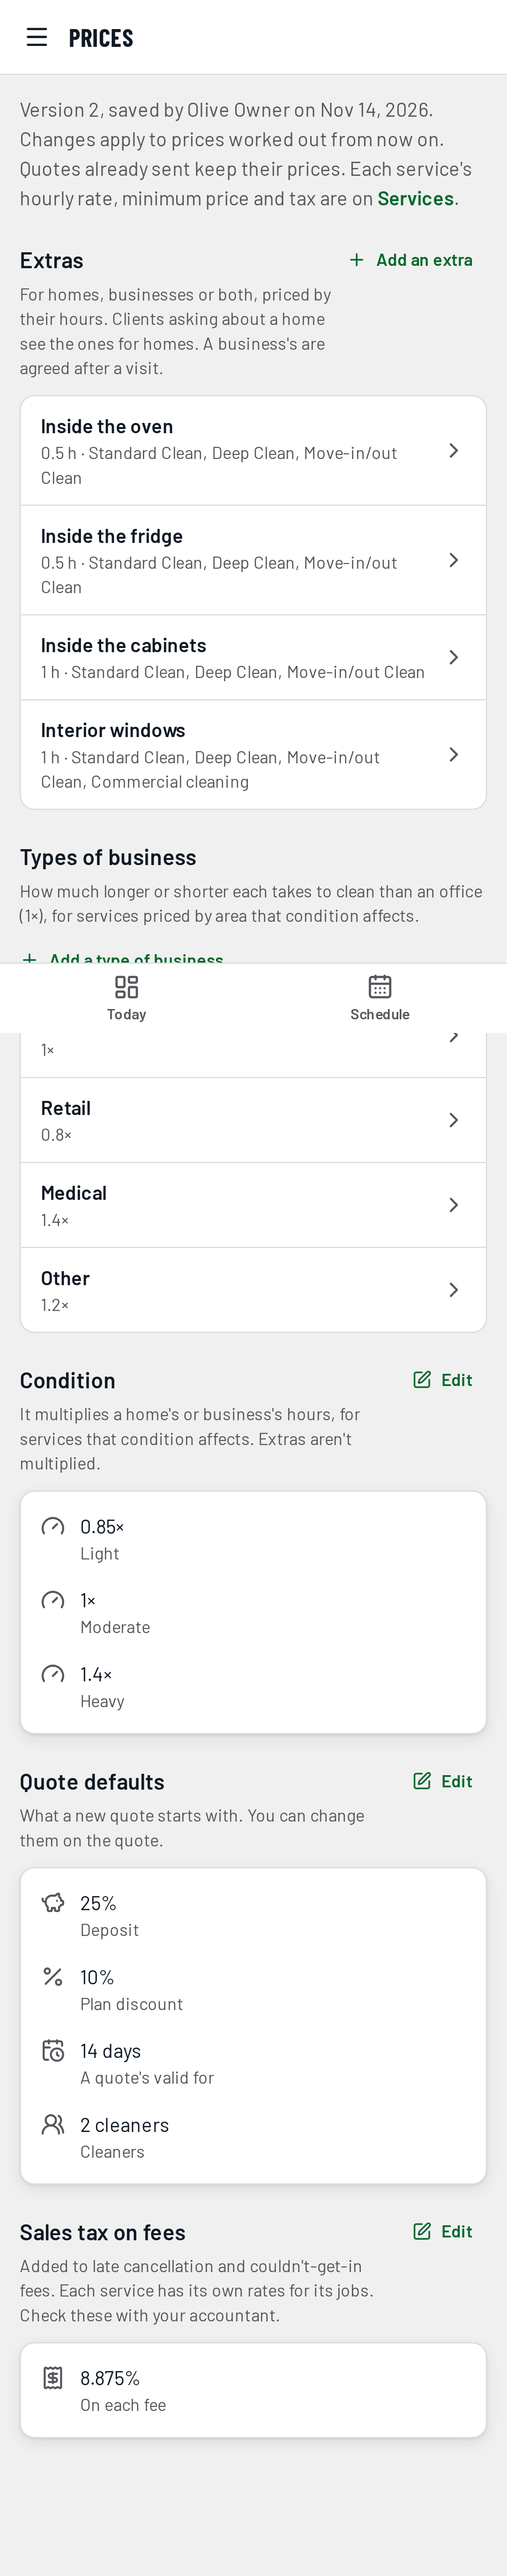 PRICES
Version 2, saved by Olive Owner on Nov 14, 2026.
Changes apply to prices worked out from now on.
Quotes already sent keep their prices. Each service's
hourly rate, minimum price and tax are on Services.
Extras
Add an extra
For homes, businesses or both, priced by
their hours. Clients asking about a home
see the ones for homes. A business's are
agreed after a visit.
Inside the oven
0.5 h · Standard Clean, Deep Clean, Move-in/out
Clean
Inside the fridge
0.5 h · Standard Clean, Deep Clean, Move-in/out
Clean
Inside the cabinets
1 h · Standard Clean, Deep Clean, Move-in/out Clean
Interior windows
1 h · Standard Clean, Deep Clean, Move-in/out
Clean, Commercial cleaning
Types of business
How much longer or shorter each takes to clean than an office
(1×), for services priced by area that condition affects.
Add a type of business
Today
Schedule
1×
Retail
0.8×
Medical
1.4×
Other
1.2×
Condition
Edit
It multiplies a home's or business's hours, for
services that condition affects. Extras aren't
multiplied.
0.85×
Light
1×
Moderate
1.4×
Heavy
Quote defaults
Edit
What a new quote starts with. You can change
them on the quote.
25%
Deposit
10%
Plan discount
14 days
A quote's valid for
2 cleaners
Cleaners
Sales tax on fees
Edit
Added to late cancellation and couldn't-get-in
fees. Each service has its own rates for its jobs.
Check these with your accountant.
8.875%
On each fee